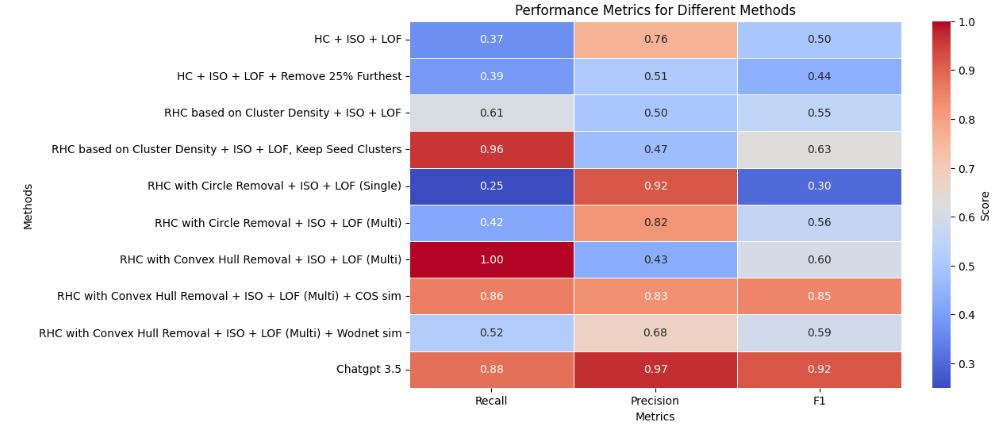 Performance Metrics for Different Methods
HC + ISO + LOF 0.37 0.76 0.50
HC + ISO + LOF + Remove 25% Furthest 0.39 0.51 0.44
RHC based on Cluster Density + ISO + LOF 0.61 0.50 0.55
RHC based on Cluster Density + ISO + LOF, Keep Seed Clusters 0.96 0.47 0.63
RHC with Circle Removal + ISO + LOF (Single) 0.25 0.92 0.30
RHC with Circle Removal + ISO + LOF (Multi) 0.42 0.82 0.56
RHC with Convex Hull Removal + ISO + LOF (Multi) 1.00 0.43 0.60
RHC with Convex Hull Removal + ISO + LOF (Multi) + COS sim 0.86 0.83 0.85
RHC with Convex Hull Removal + ISO + LOF (Multi) + Wodnet sim 0.52 0.68 0.59
Chatgpt 3.5 0.88 0.97 0.92
Methods
Recall Precision F1
Metrics
1.0
0.9
0.8
0.7
0.6
0.5
0.4
0.3
Score